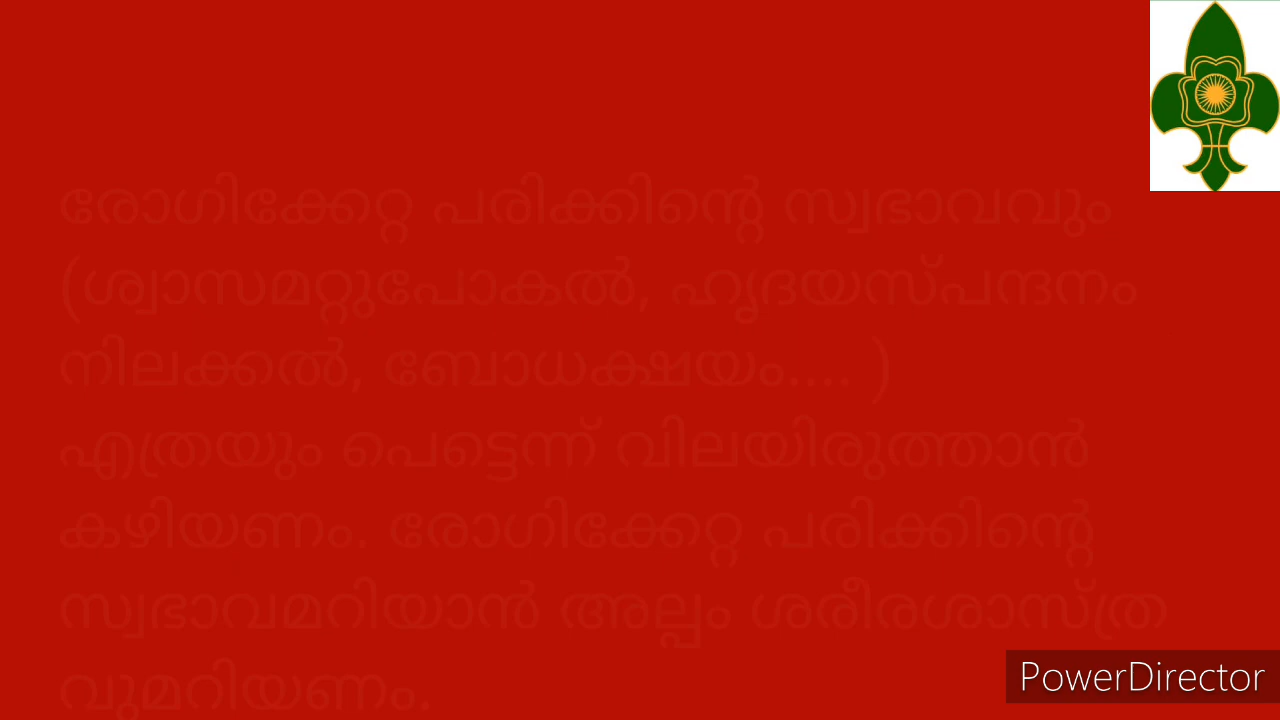 രോഗിക്കേറ്റ പരിക്കിന്റെ സ്വഭാവവും
(ശ്വാസമറ്റുപോകൽ, ഹൃദയസ്പന്ദനം
നിലക്കൽ, ബോധക്ഷയം.... )
എത്രയും പെട്ടെന്ന് വിലയിരുത്താൻ
കഴിയണം. രോഗിക്കേറ്റ പരിക്കിന്റെ
സ്വഭാവമറിയാൻ അല്പം ശരീരശാസ്ത്ര
വുമറിയണം.
PowerDirector